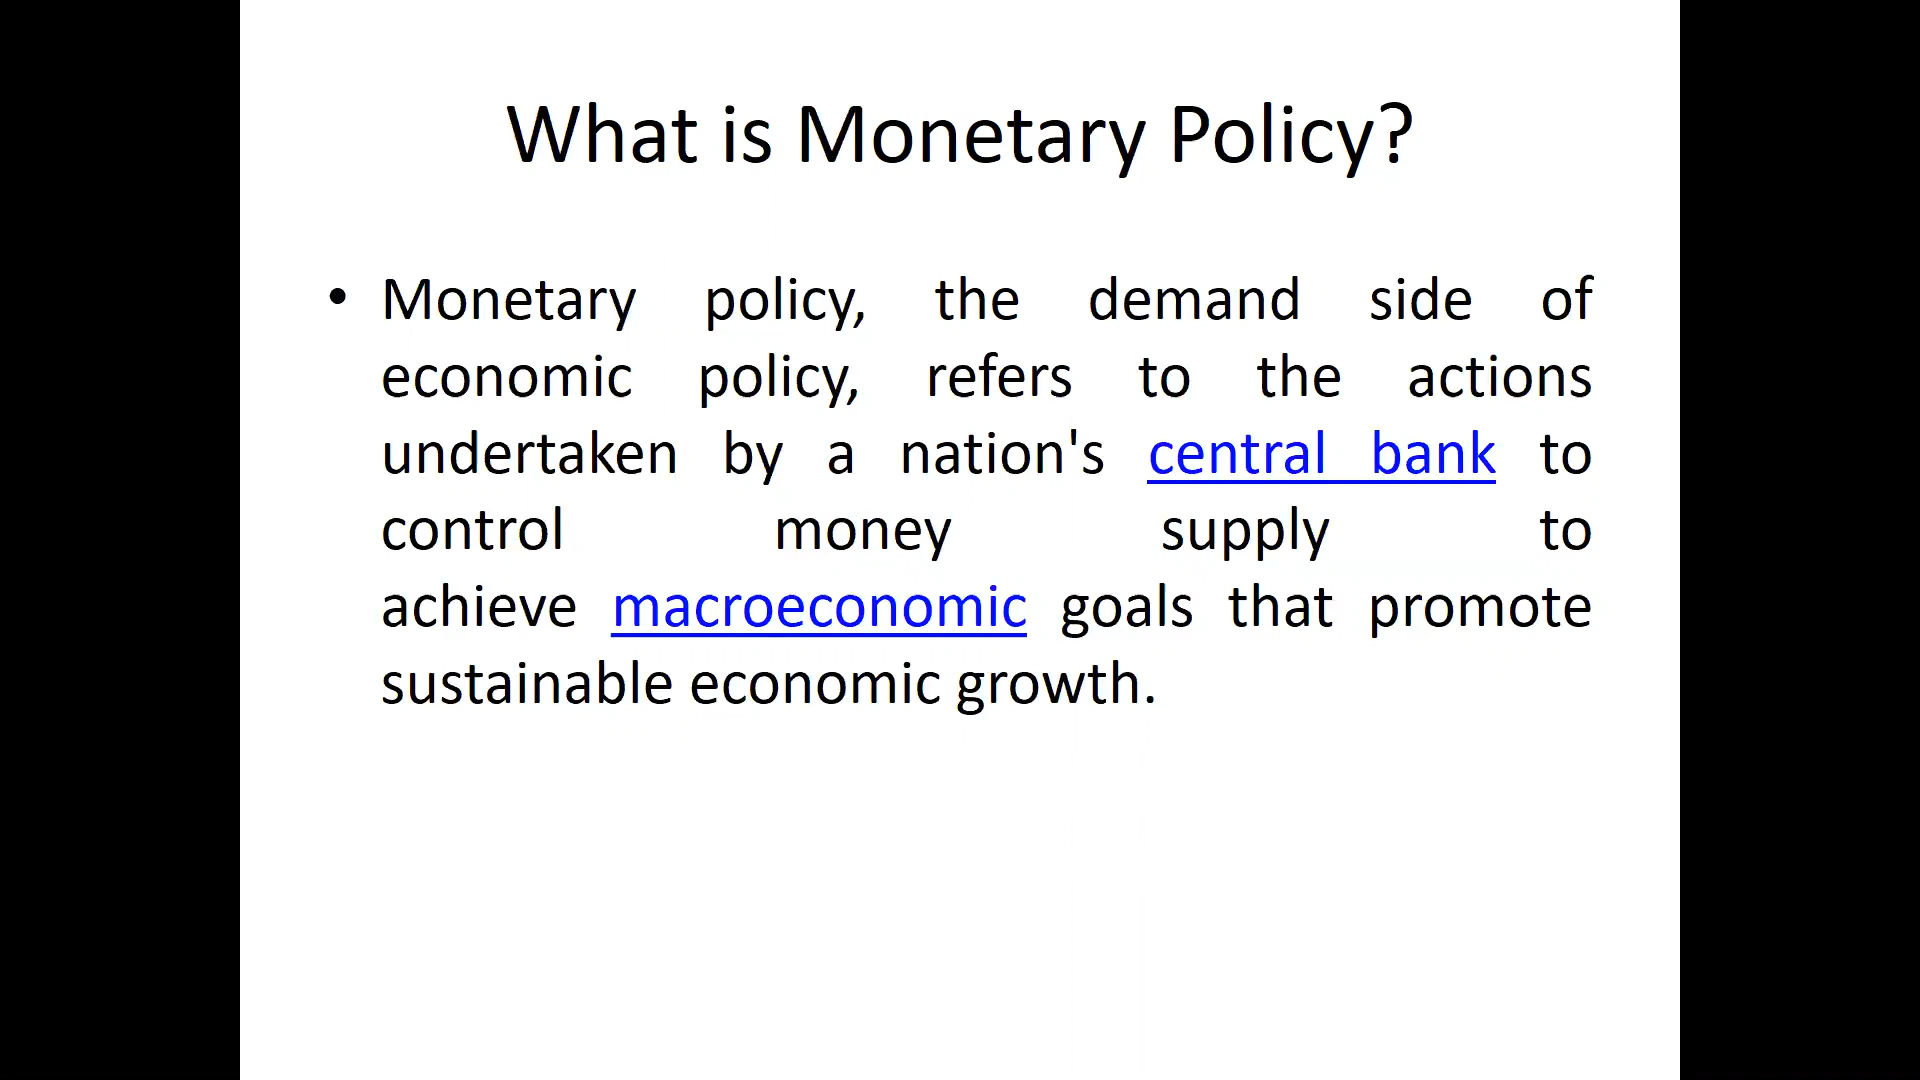 What is Monetary Policy?
• Monetary policy, the demand side of
economic policy, refers to the actions
undertaken by a nation's central bank to
control money supply to
achieve macroeconomic goals that promote
sustainable economic growth.